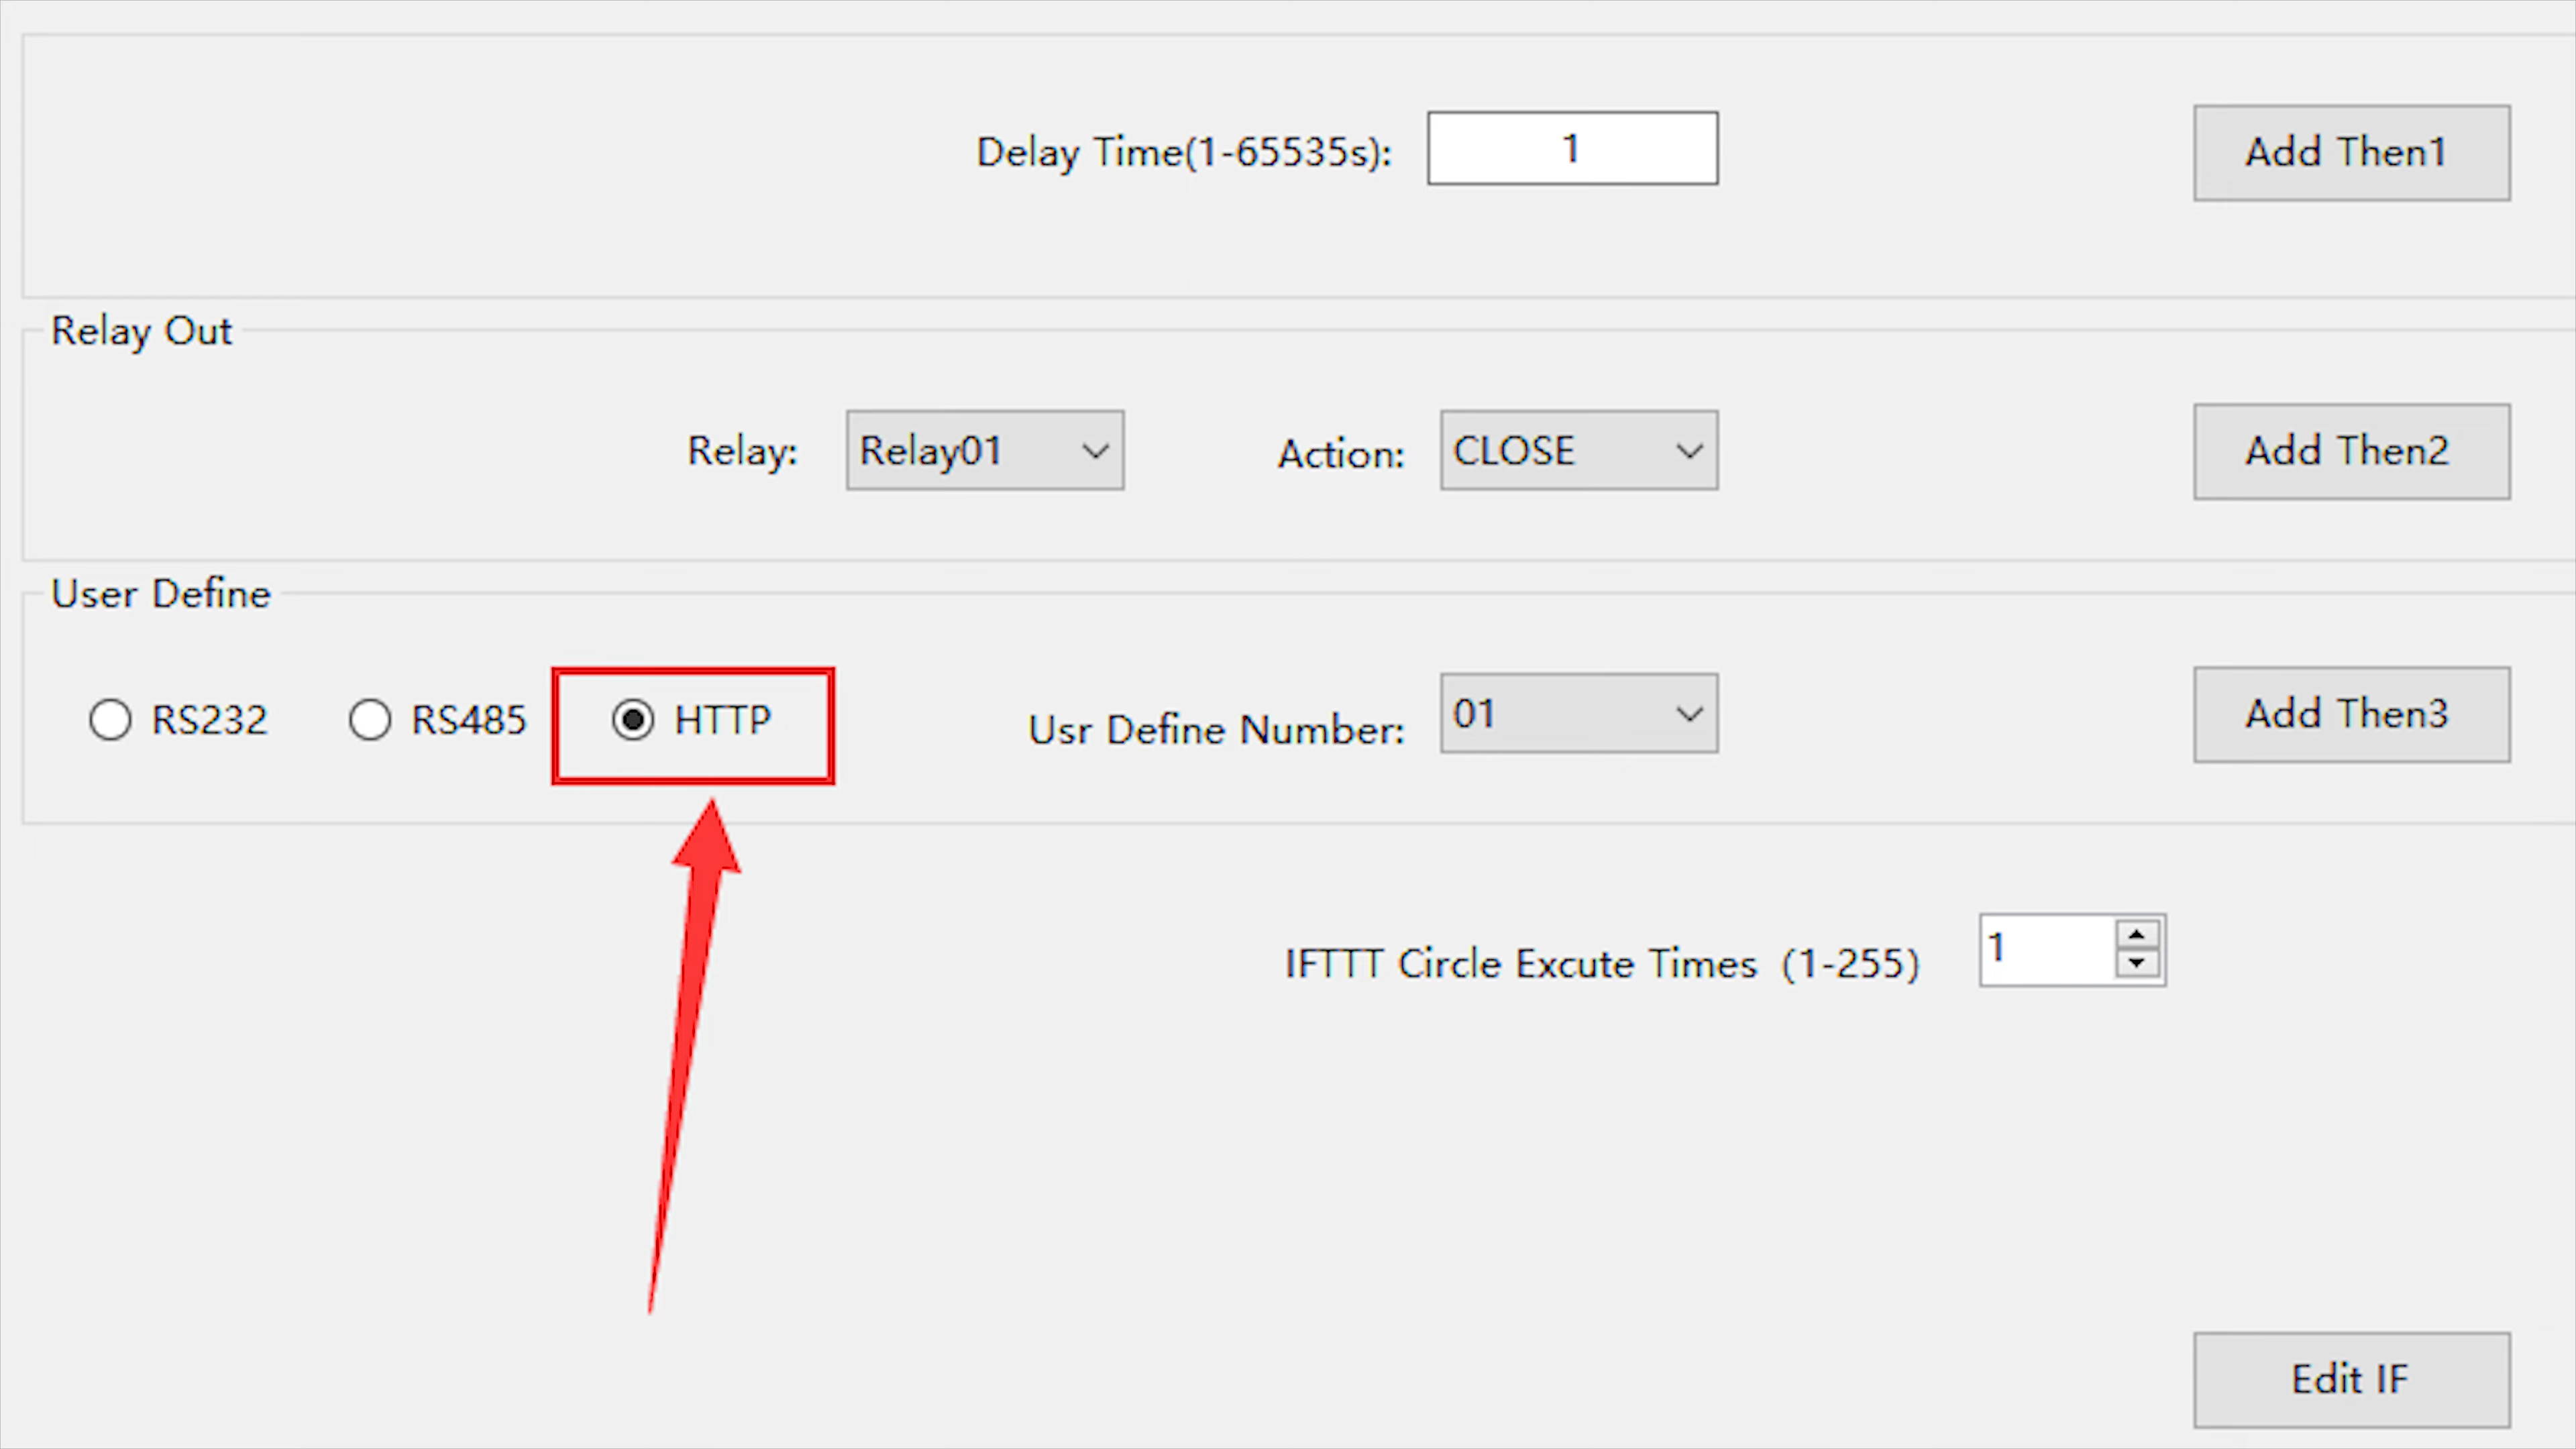 Delay Time(1-65535s): 1 Add Then1
Relay Out
Relay: Relay01 Action: CLOSE Add Then2
User Define
RS232 RS485 HTTP Usr Define Number: 01 Add Then3
IFTTT Circle Excute Times (1-255) 1
Edit IF